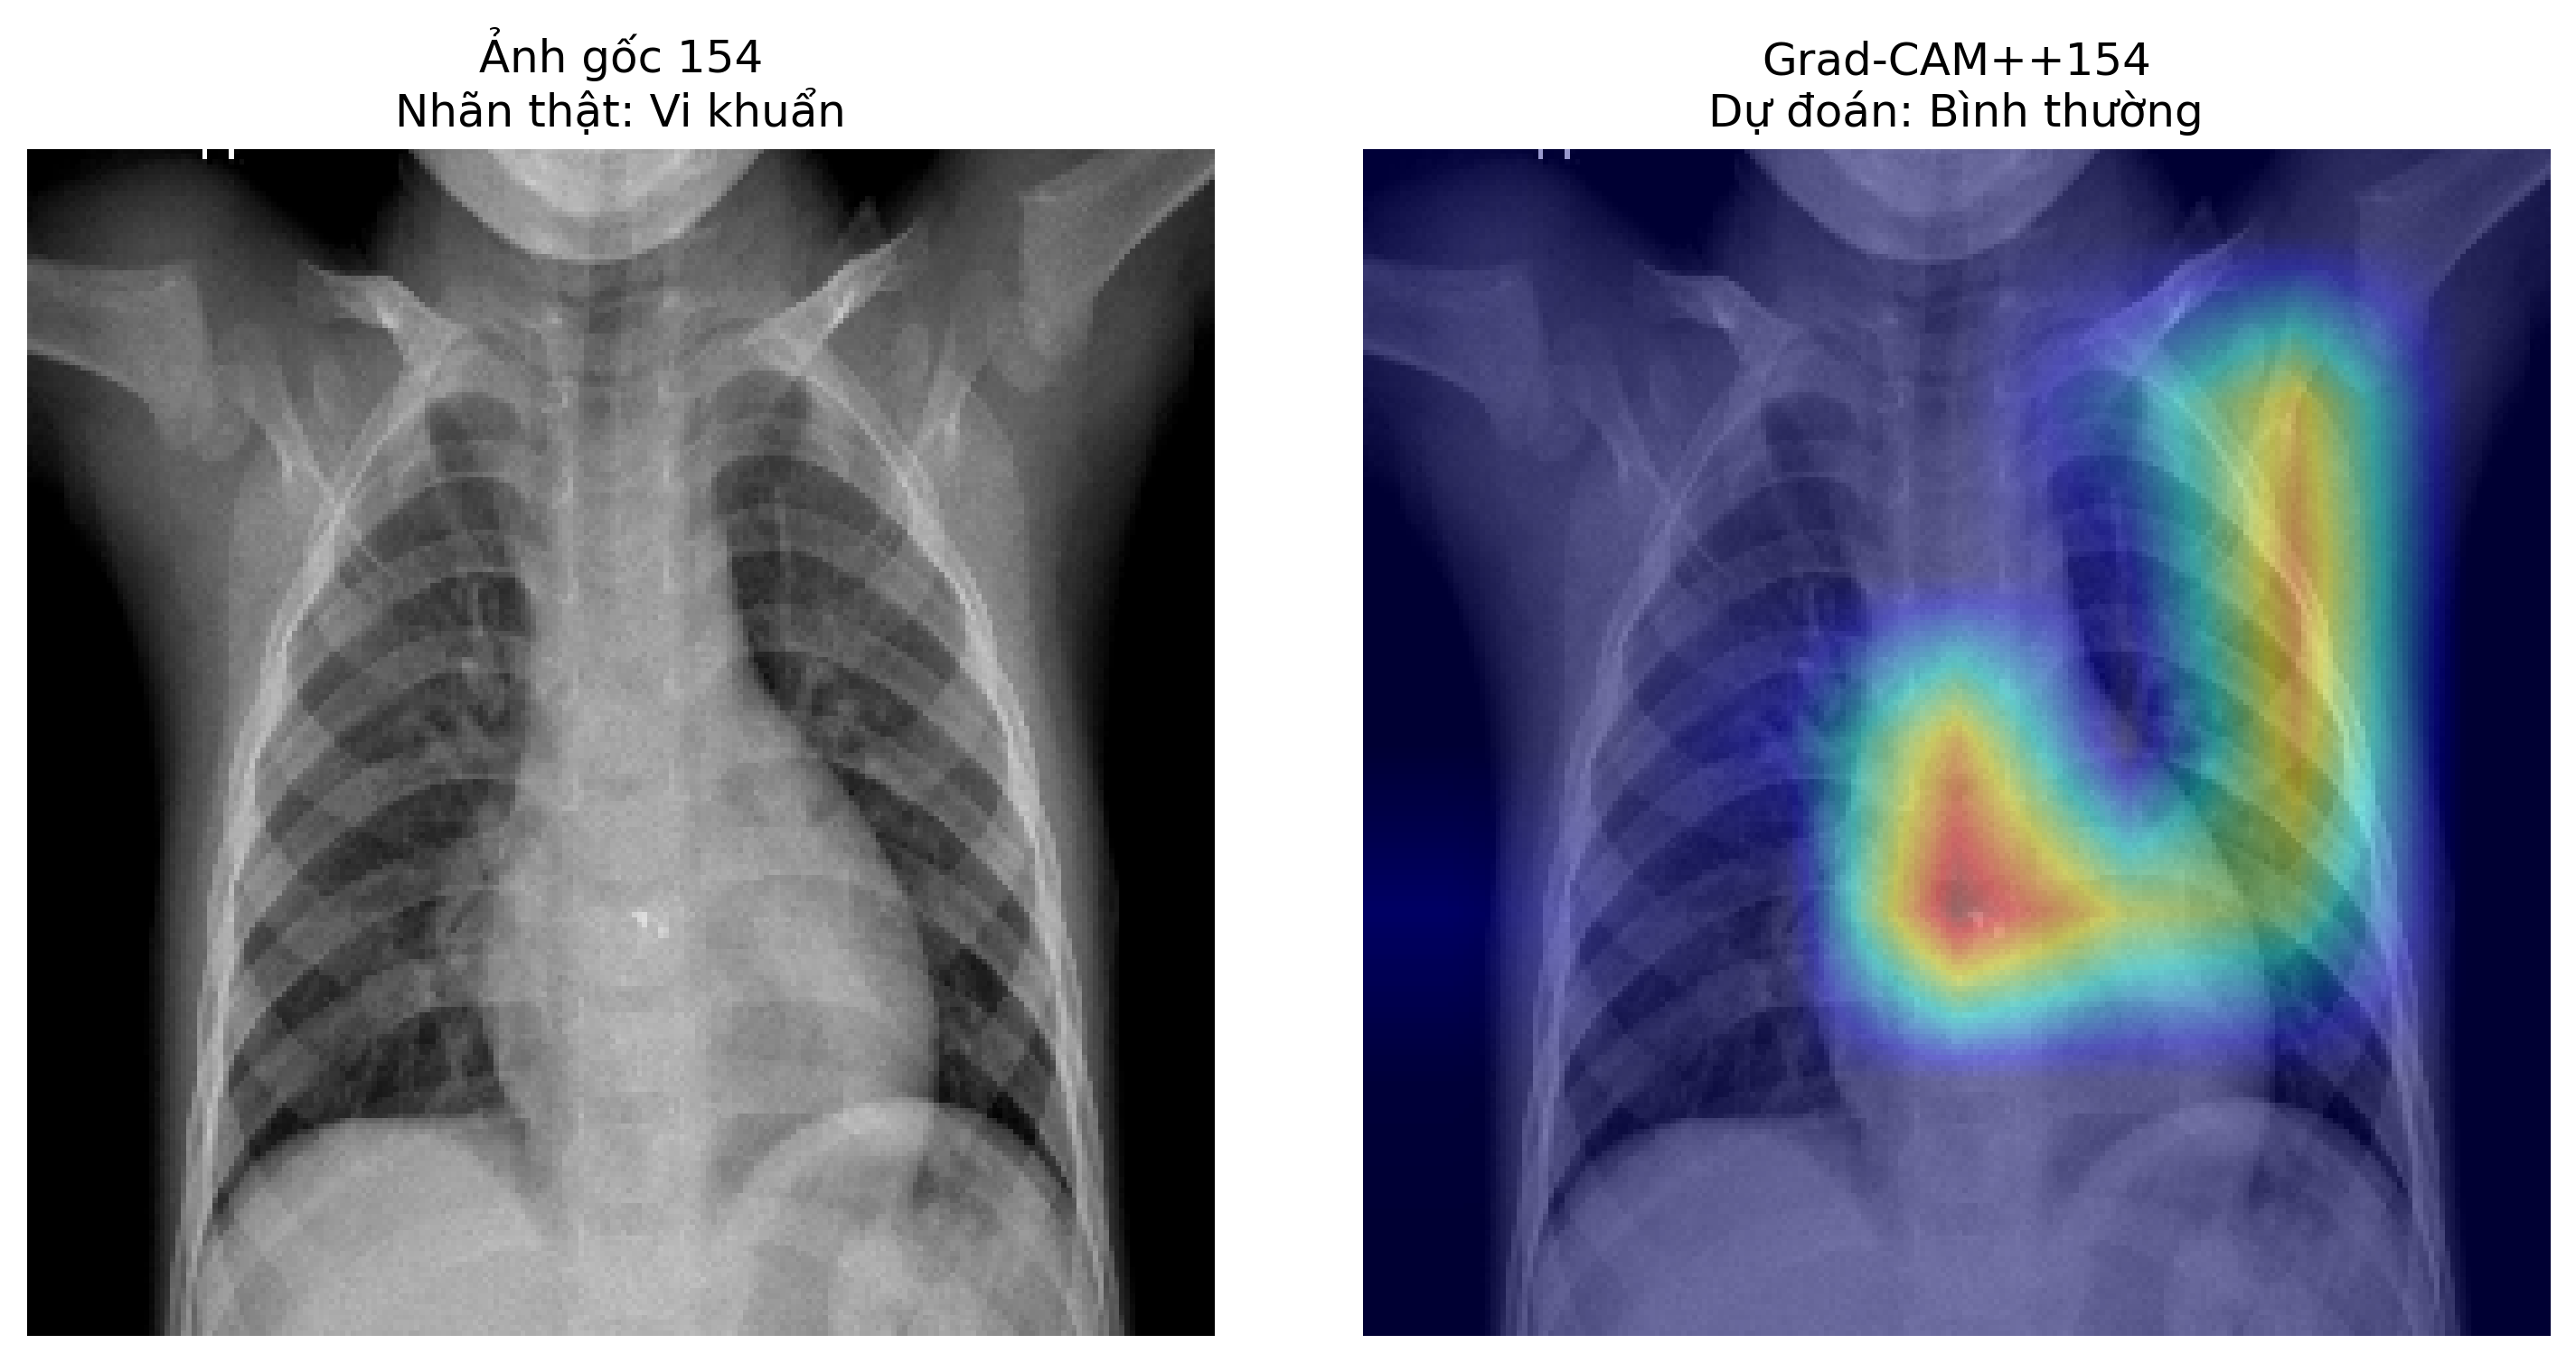 Ảnh gốc 154
Nhãn thật: Vi khuẩn
Grad-CAM++154
Dự đoán: Bình thường